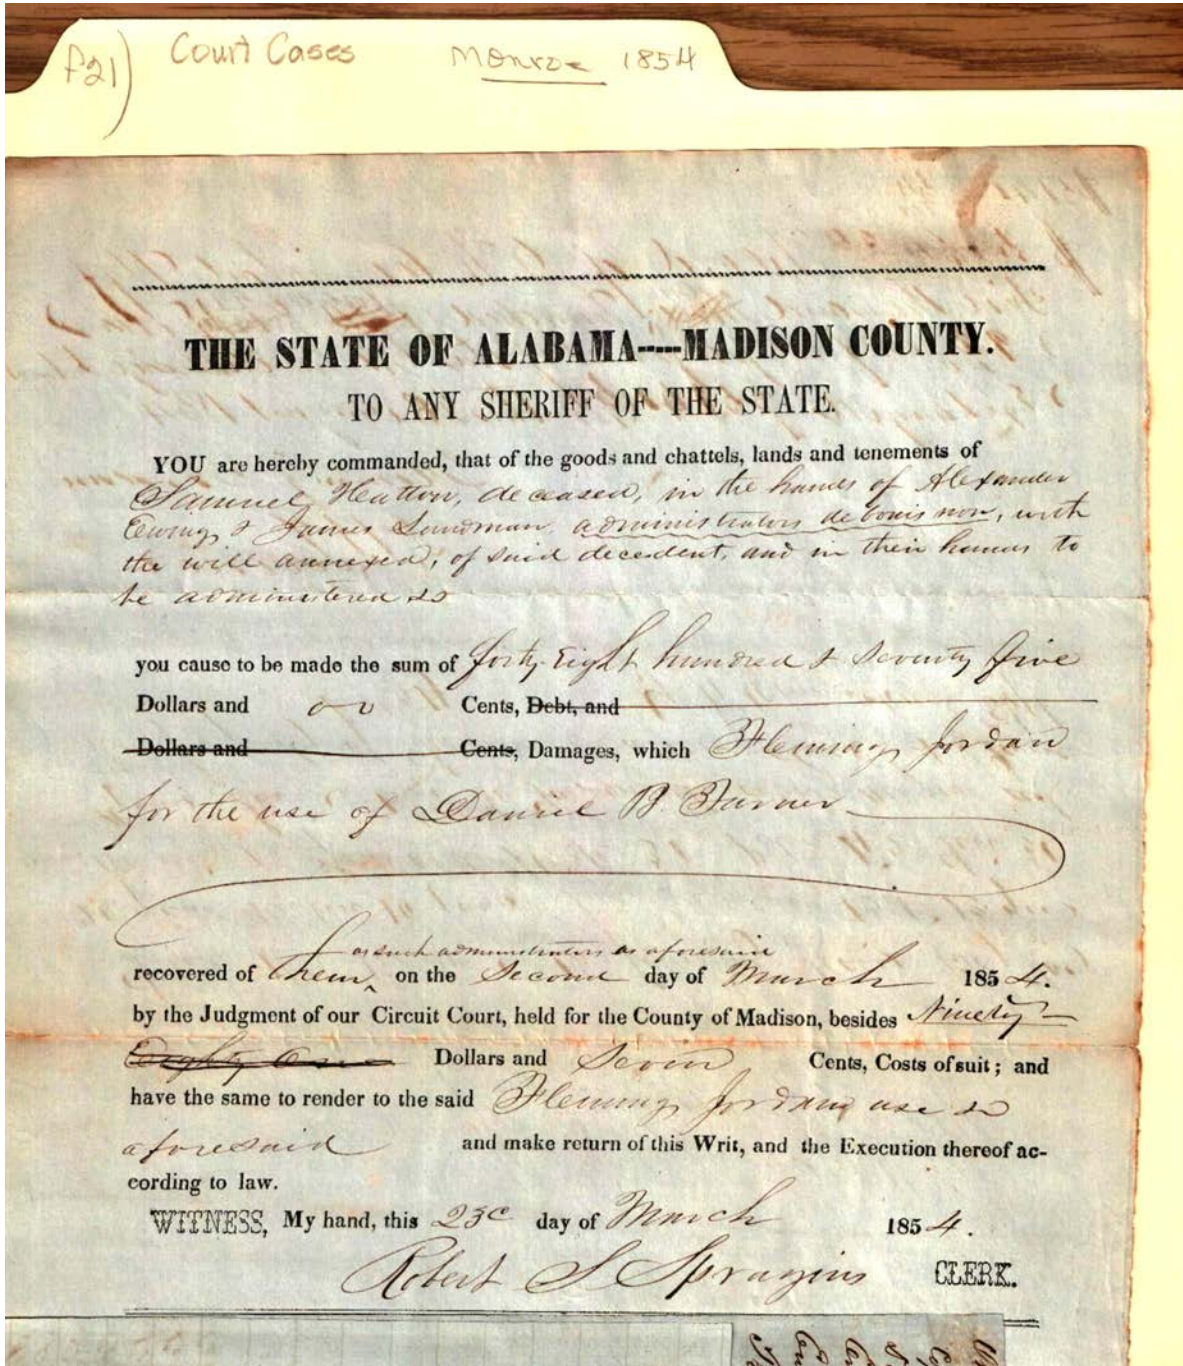 P21) Court Cases Monroe 1854
THE STATE OF ALABAMA----MADISON COUNTY.
TO ANY SHERIFF OF THE STATE.
YOU are hereby commanded, that of the goods and chattels, lands and tenements of
Samuel Hatton, deceased, in the hands of Alexander
Ewing & James Landman, administrators de bonis non, with
the will annexed, of said decedent, and in their hands to
be administered
you cause to be made the sum of forty-Eight hundred & seventy five
Dollars and 00 Cents, Debt, and
Dollars and Cents, Damages, which Fleming Jordan
for the use of Daniel B. Turner
as such administrators as aforesaid
recovered of them, on the Second day of March 1854.
by the Judgment of our Circuit Court, held for the County of Madison, besides Ninety
Eighty One Dollars and Seven Cents, Costs of suit; and
have the same to render to the said Fleming Jordan, use
aforesaid and make return of this Writ, and the Execution thereof ac-
cording to law.
WITNESS, My hand, this 23d day of March 1854.
Robert S Spragins CLERK.